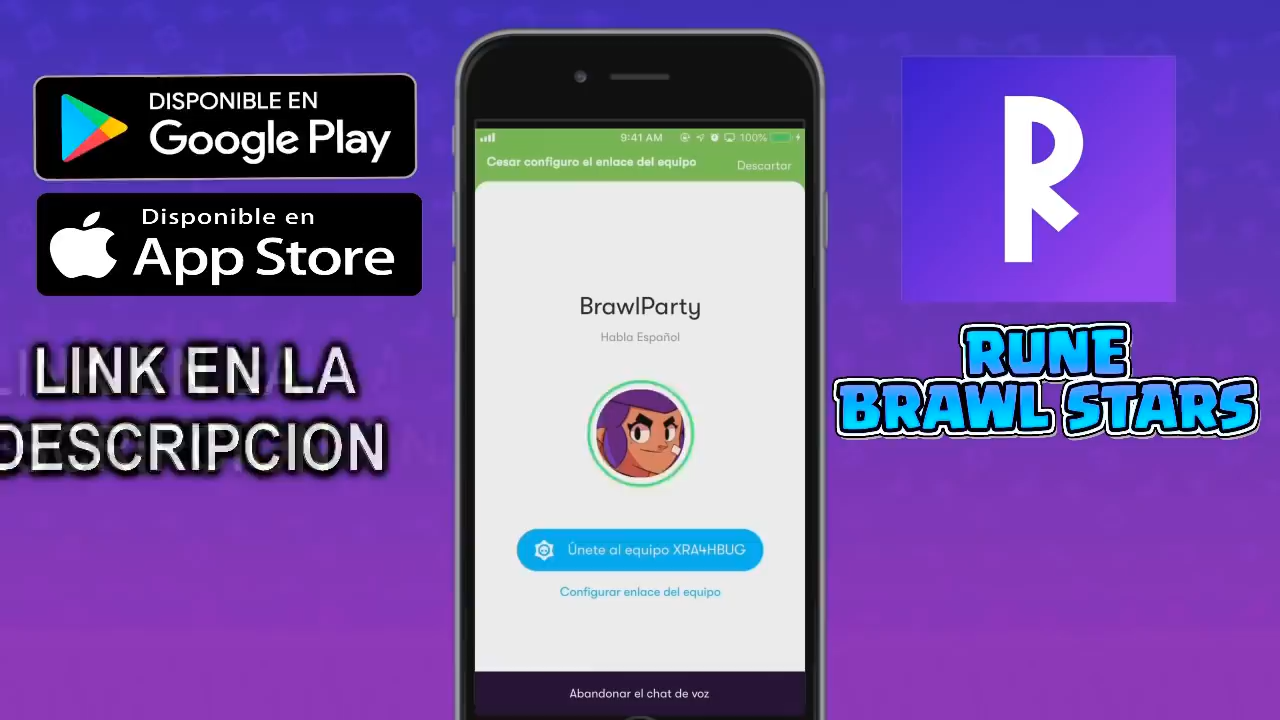 DISPONIBLE EN
Google Play
Disponible en
App Store
LINK EN LA
DESCRIPCION
9:41 AM
100%
Cesar configuro el enlace del equipo
Descartar
BrawlParty
Habla Español
Únete al equipo XRA4HBUG
Configurar enlace del equipo
Abandonar el chat de voz
R
RUNE
BRAWL STARS